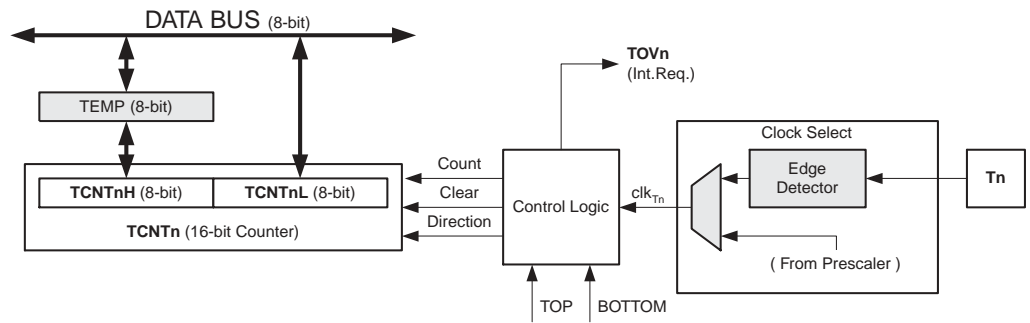 DATA BUS (8-bit)
TOVn
(Int.Req.)
TEMP (8-bit)
Clock Select
Count
Edge
Detector
Tn
TCNTnH (8-bit) TCNTnL (8-bit)
Clear
Control Logic
clkTn
TCNTn (16-bit Counter)
Direction
( From Prescaler )
TOP
BOTTOM